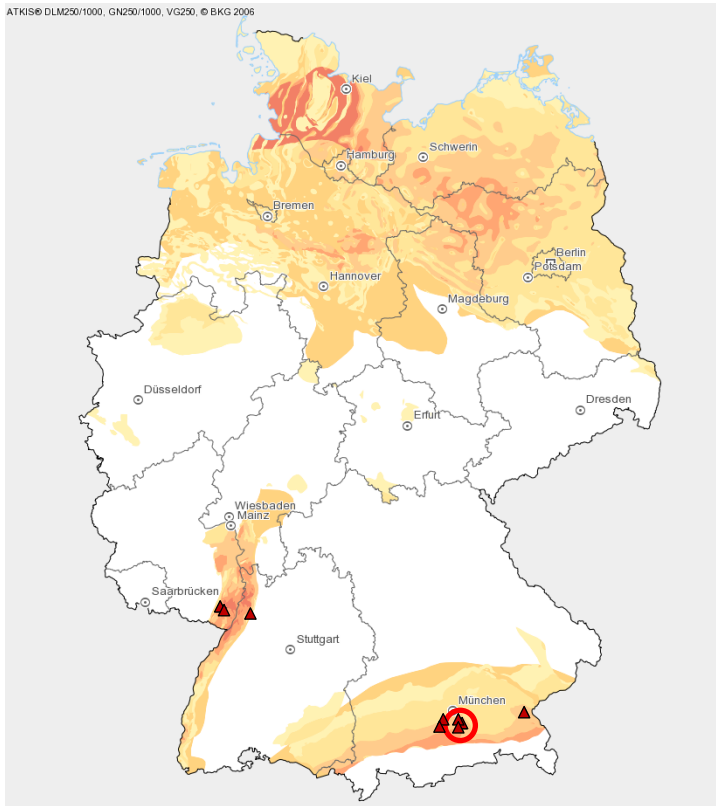 ATKIS® DLM250/1000, GN250/1000, VG250, © BKG 2006
Kiel
Schwerin
Hamburg
Bremen
Berlin
Potsdam
Hannover
Magdeburg
Düsseldorf
Dresden
Erfurt
Wiesbaden
Mainz
Saarbrücken
Stuttgart
München